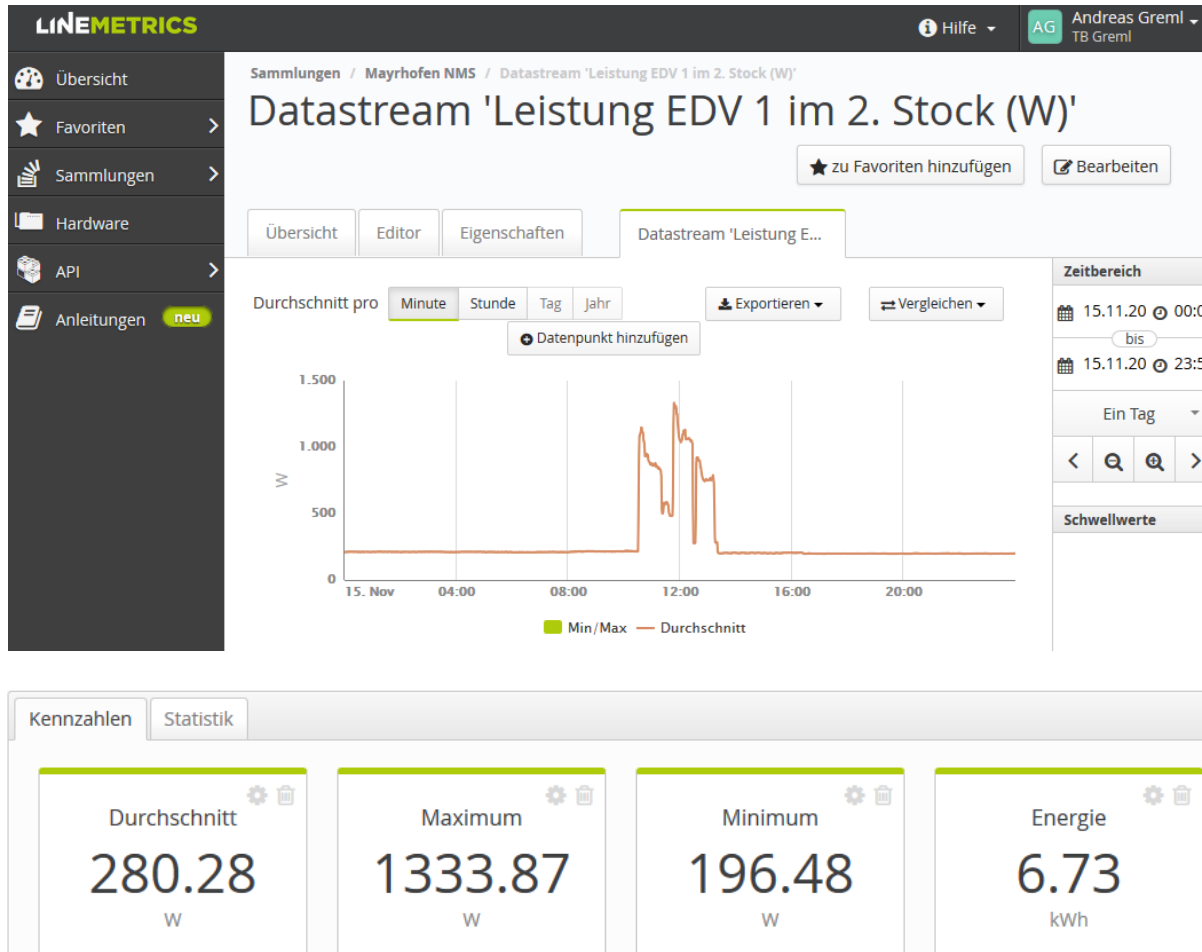 LINEMETRICS
Hilfe
AG
Andreas Greml
TB Greml
Übersicht
Favoriten
Sammlungen
Hardware
API
Anleitungen neu
Sammlungen / Mayrhofen NMS / Datastream 'Leistung EDV 1 im 2. Stock (W)'
Datastream 'Leistung EDV 1 im 2. Stock (W)'
zu Favoriten hinzufügen
Bearbeiten
Übersicht
Editor
Eigenschaften
Datastream 'Leistung E...
Durchschnitt pro
Minute
Stunde
Tag
Jahr
Exportieren
Vergleichen
Datenpunkt hinzufügen
1.500
1.000
500
0
W
15. Nov
04:00
08:00
12:00
16:00
20:00
Min/Max
Durchschnitt
Zeitbereich
15.11.20 00:0
bis
15.11.20 23:5
Ein Tag
Schwellwerte
Kennzahlen
Statistik
Durchschnitt
280.28
W
Maximum
1333.87
W
Minimum
196.48
W
Energie
6.73
kWh